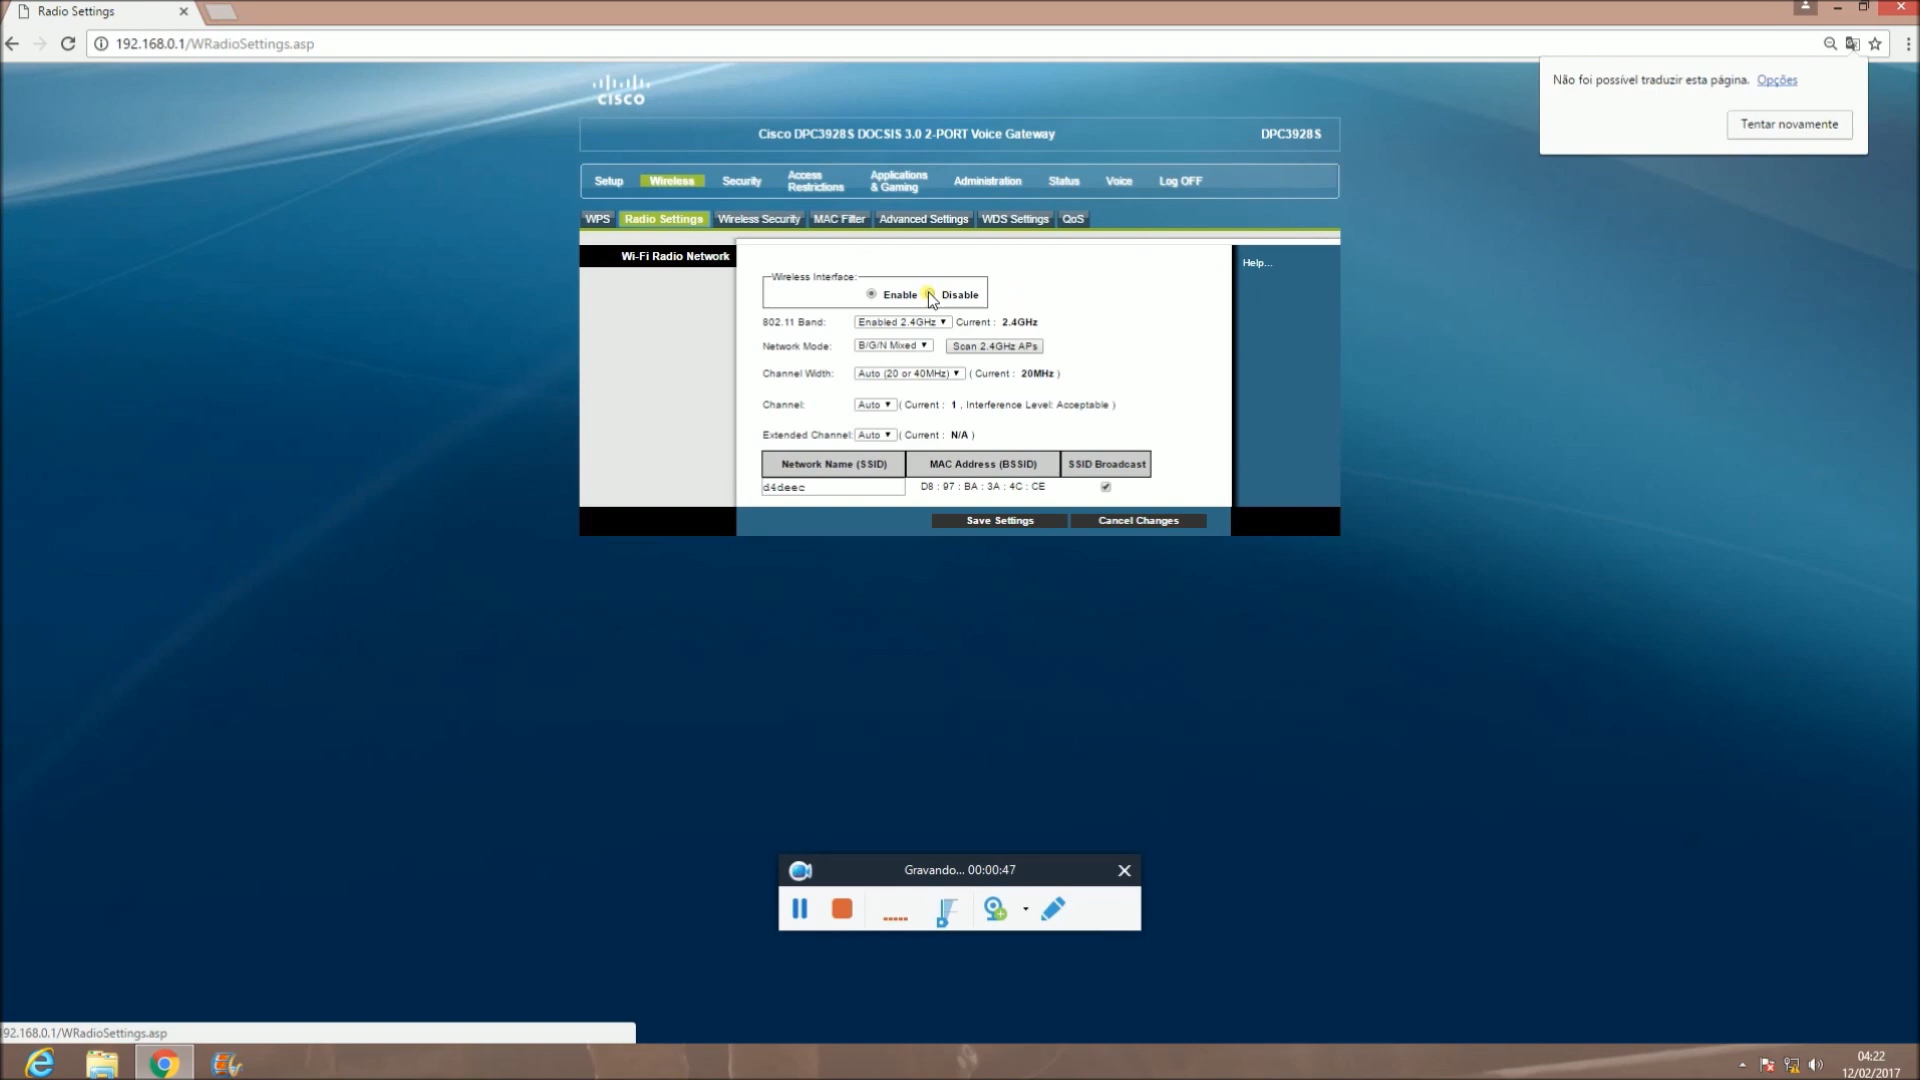 Radio Settings
192.168.0.1/WRadioSettings.asp
Não foi possível traduzir esta página. Opções
Tentar novamente
CISCO
Cisco DPC3928S DOCSIS 3.0 2-PORT Voice Gateway DPC3928S
Setup Wireless Security Access Restrictions Applications & Gaming Administration Status Voice Log OFF
WPS Radio Settings Wireless Security MAC Filter Advanced Settings WDS Settings QoS
Wi-Fi Radio Network
Help...
Wireless Interface:
Enable Disable
802.11 Band: Enabled 2.4GHz Current : 2.4GHz
Network Mode: B/G/N Mixed Scan 2.4GHz APs
Channel Width: Auto (20 or 40MHz) ( Current : 20MHz )
Channel: Auto ( Current : 1 , Interference Level: Acceptable )
Extended Channel: Auto ( Current : N/A )
Network Name (SSID) MAC Address (BSSID) SSID Broadcast
d4deec D8 : 97 : BA : 3A : 4C : CE
Save Settings Cancel Changes
Gravando... 00:00:47
92.168.0.1/WRadioSettings.asp
04:22
12/02/2017